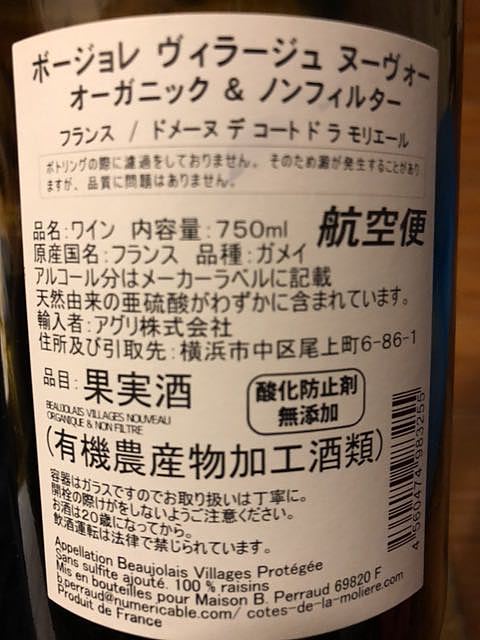 ボージョレ ヴィラージュ ヌーヴォー
オーガニック & ノンフィルター
フランス / ドメーヌ デ コート ド ラ モリエール
ボトリングの際に濾過をしておりません。そのため澱が発生することがあり
ますが、品質に問題はありません。
品名:ワイン 内容量:750ml 航空便
原産国名:フランス 品種:ガメイ
アルコール分はメーカーラベルに記載
天然由来の亜硫酸がわずかに含まれています。
輸入者:アグリ株式会社
住所及び引取先:横浜市中区尾上町6-86-1
品目:果実酒
酸化防止剤
無添加
BEAUJOLAIS VILLAGES NOUVEAU
ORGANIQUE & NON FILTRE
(有機農産物加工酒類)
容器はガラスですのでお取り扱いは丁寧に。
開栓の際けがをしないようご注意ください。
お酒は20歳になってから。
飲酒運転は法律で禁じられています。
4 560474 983255
Appellation Beaujolais Villages Protégée
Sans sulfite ajouté. 100 % raisins
Mis en bouteilles pour Maison B. Perraud 69820 F
b.perraud@numericable.com/ cotes-de-la-moliere.com
Produit de France